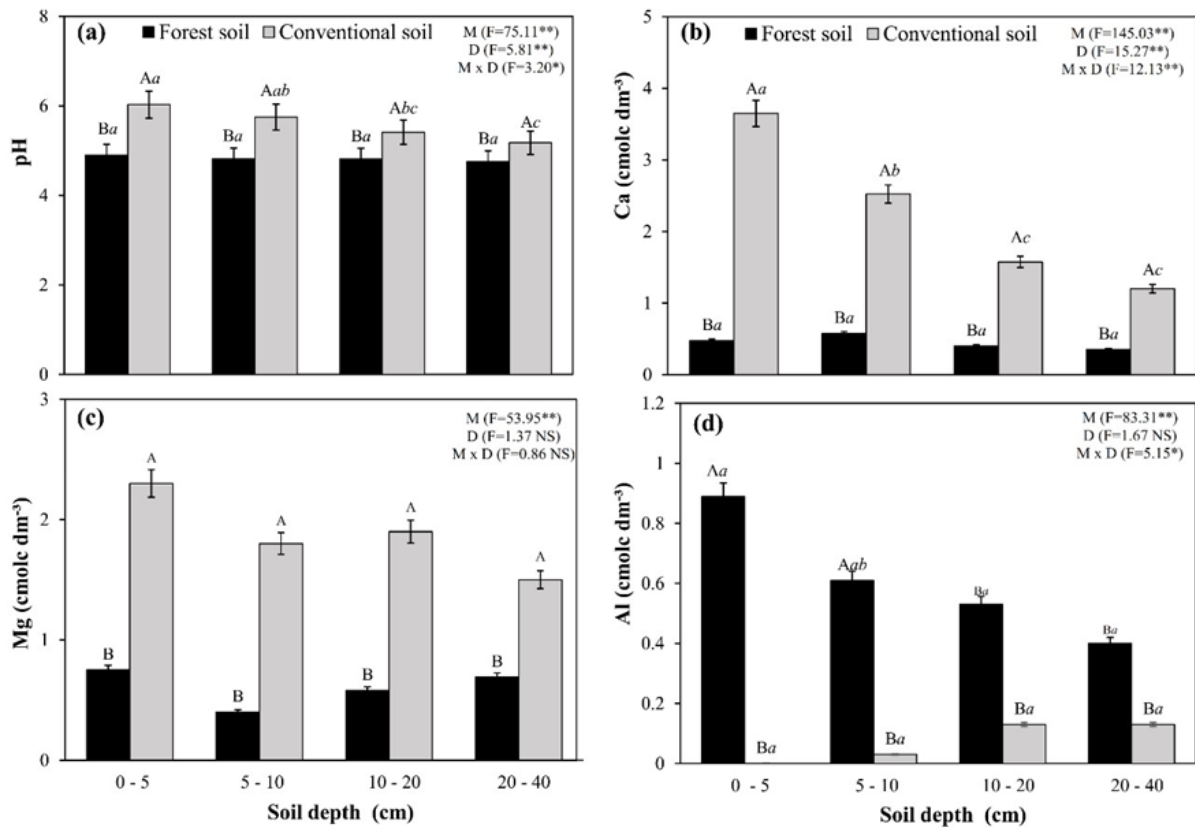 (a)
Forest soil Conventional soil
M (F=75.11**)
D (F=5.81**)
M x D (F=3.20*)
8
6
4
2
0
pH
Ba Aa Ba Aab Ba Abc Ba Ac
(b)
Forest soil Conventional soil
M (F=145.03**)
D (F=15.27**)
M x D (F=12.13**)
5
4
3
2
1
0
Ca (cmolc dm⁻³)
Ba Aa Ba Ab Ba Ac Ba Ac
(c)
M (F=53.95**)
D (F=1.37 NS)
M x D (F=0.86 NS)
3
2
1
0
Mg (cmolc dm⁻³)
B A B A B A B A
0 - 5 5 - 10 10 - 20 20 - 40
Soil depth (cm)
(d)
M (F=83.31**)
D (F=1.67 NS)
M x D (F=5.15*)
1.2
1
0.8
0.6
0.4
0.2
0
Al (cmolc dm⁻³)
Aa Ba Aab Ba Ba Ba Ba Ba
0 - 5 5 - 10 10 - 20 20 - 40
Soil depth (cm)